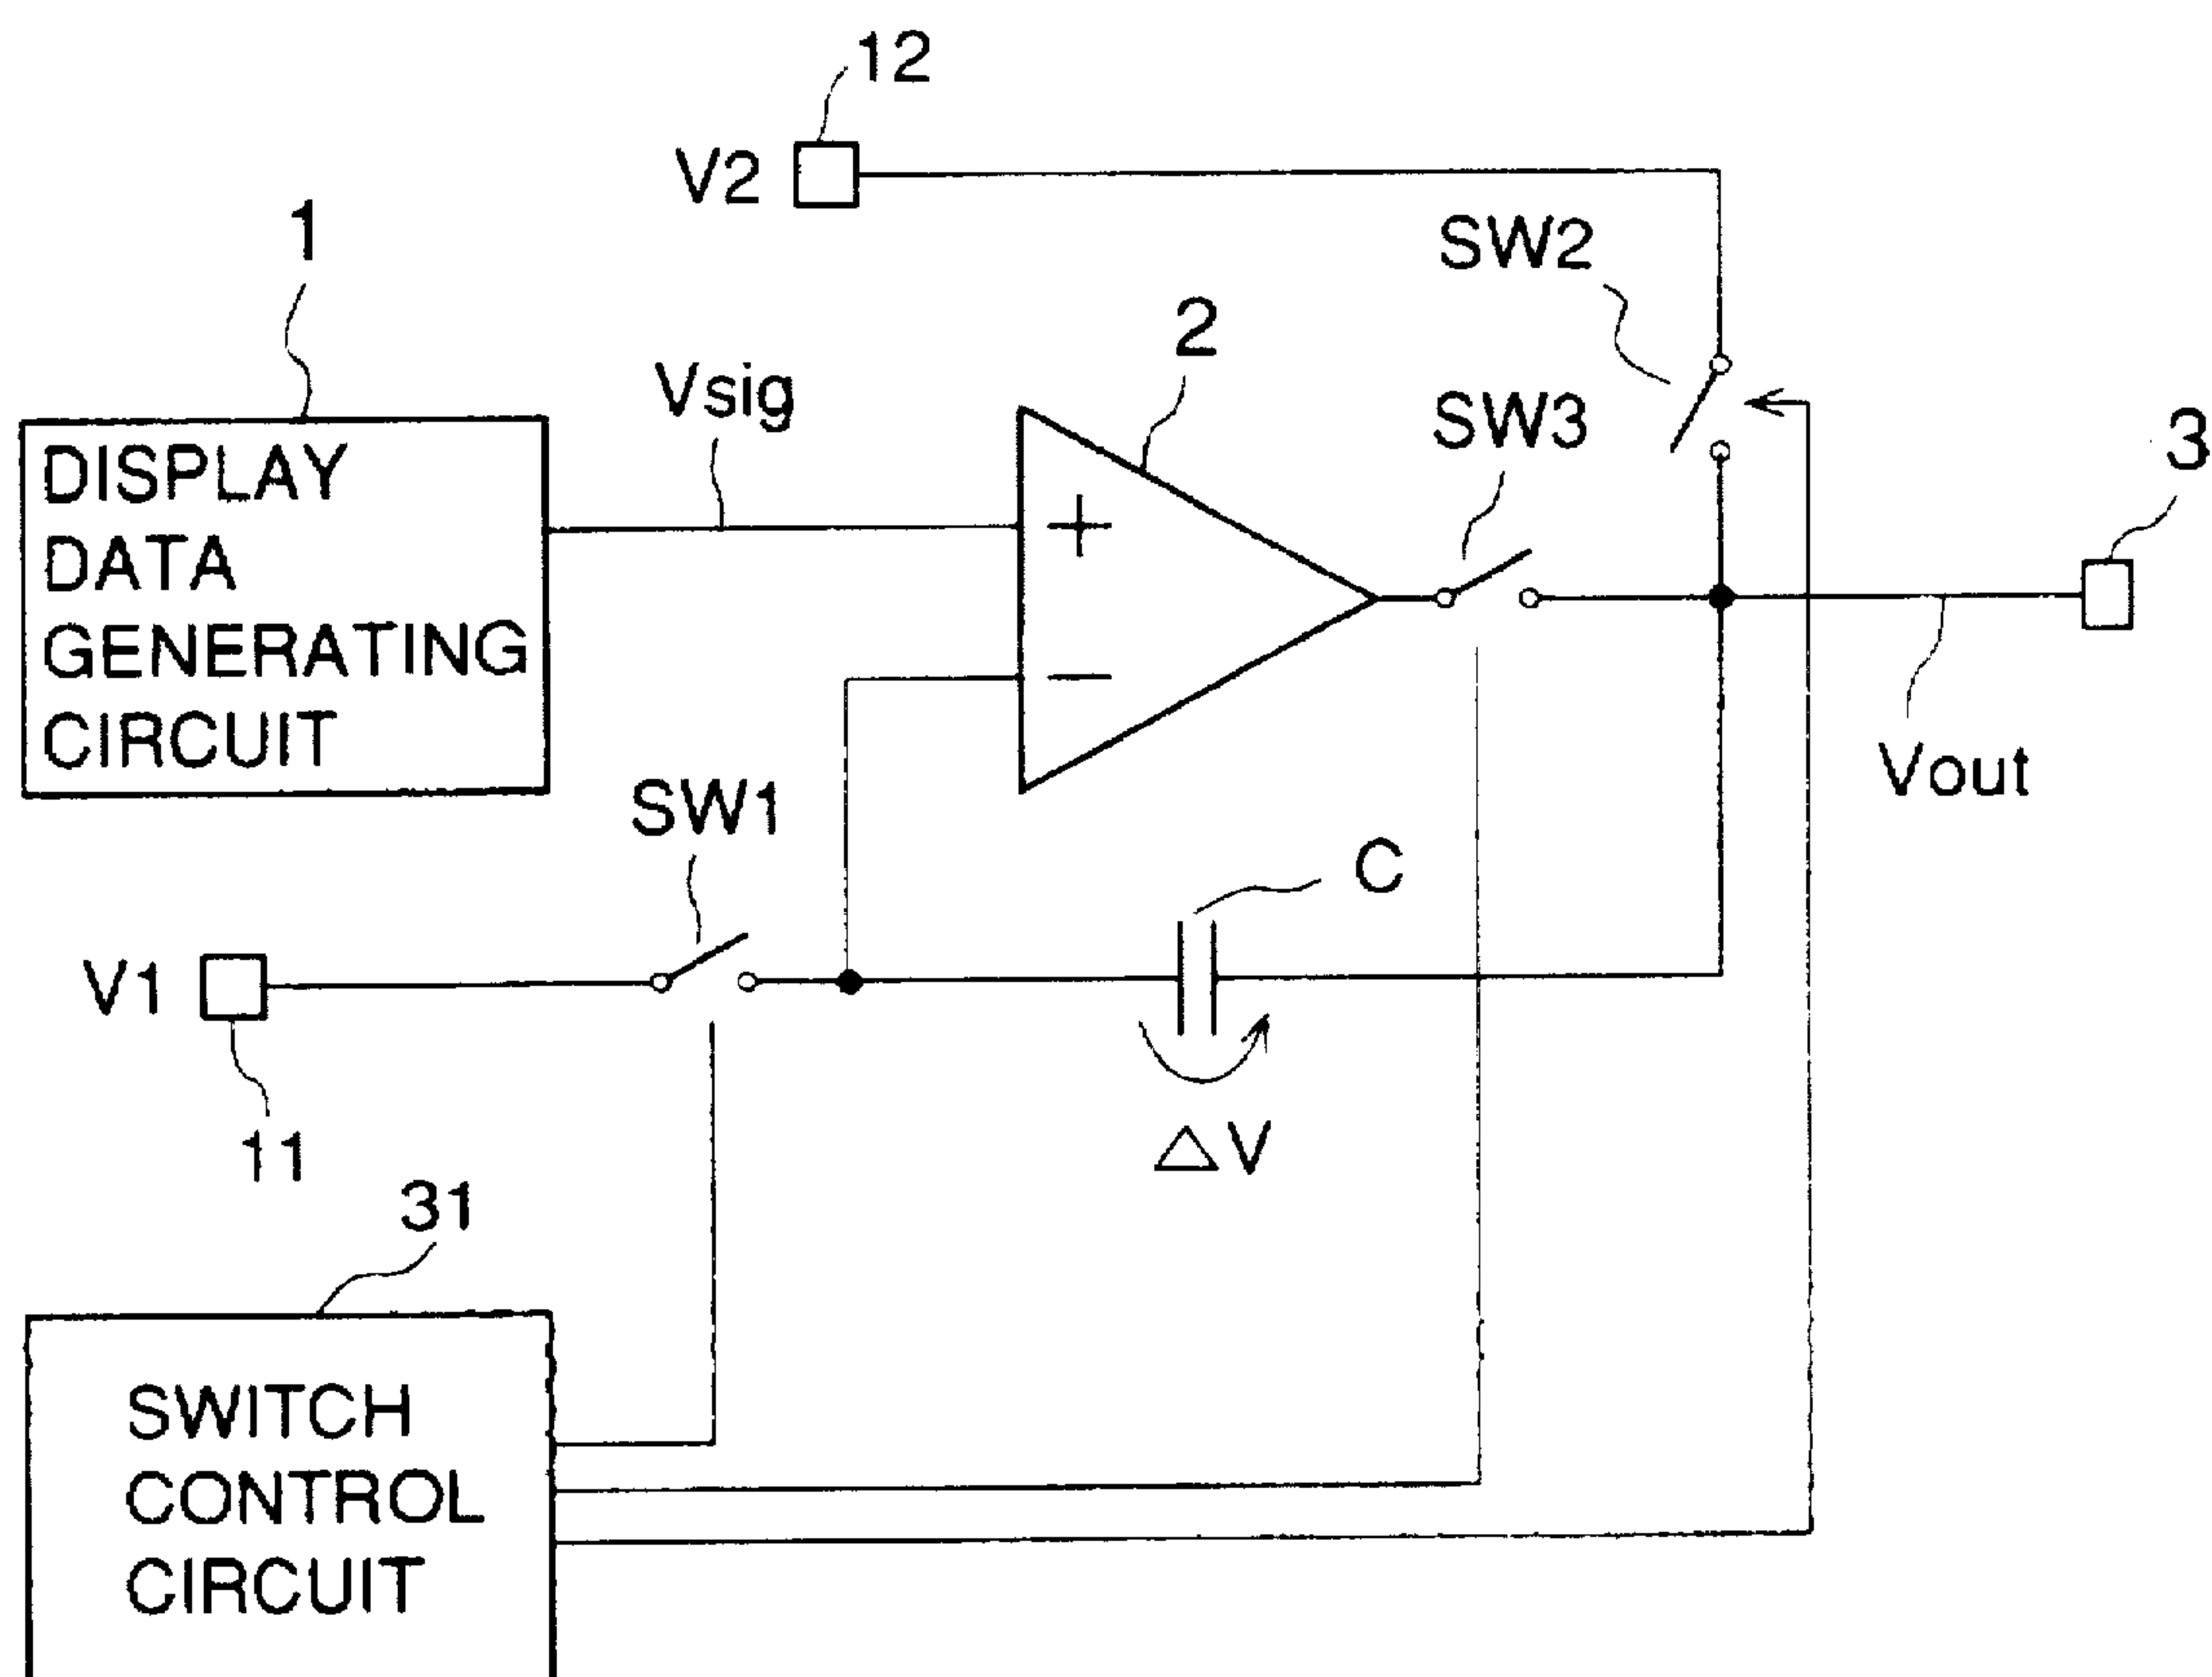 12
V2
SW2
1
2
Vsig
SW3
3
DISPLAY
DATA
GENERATING
CIRCUIT
+
−
Vout
SW1
C
V1
11
△V
31
SWITCH
CONTROL
CIRCUIT